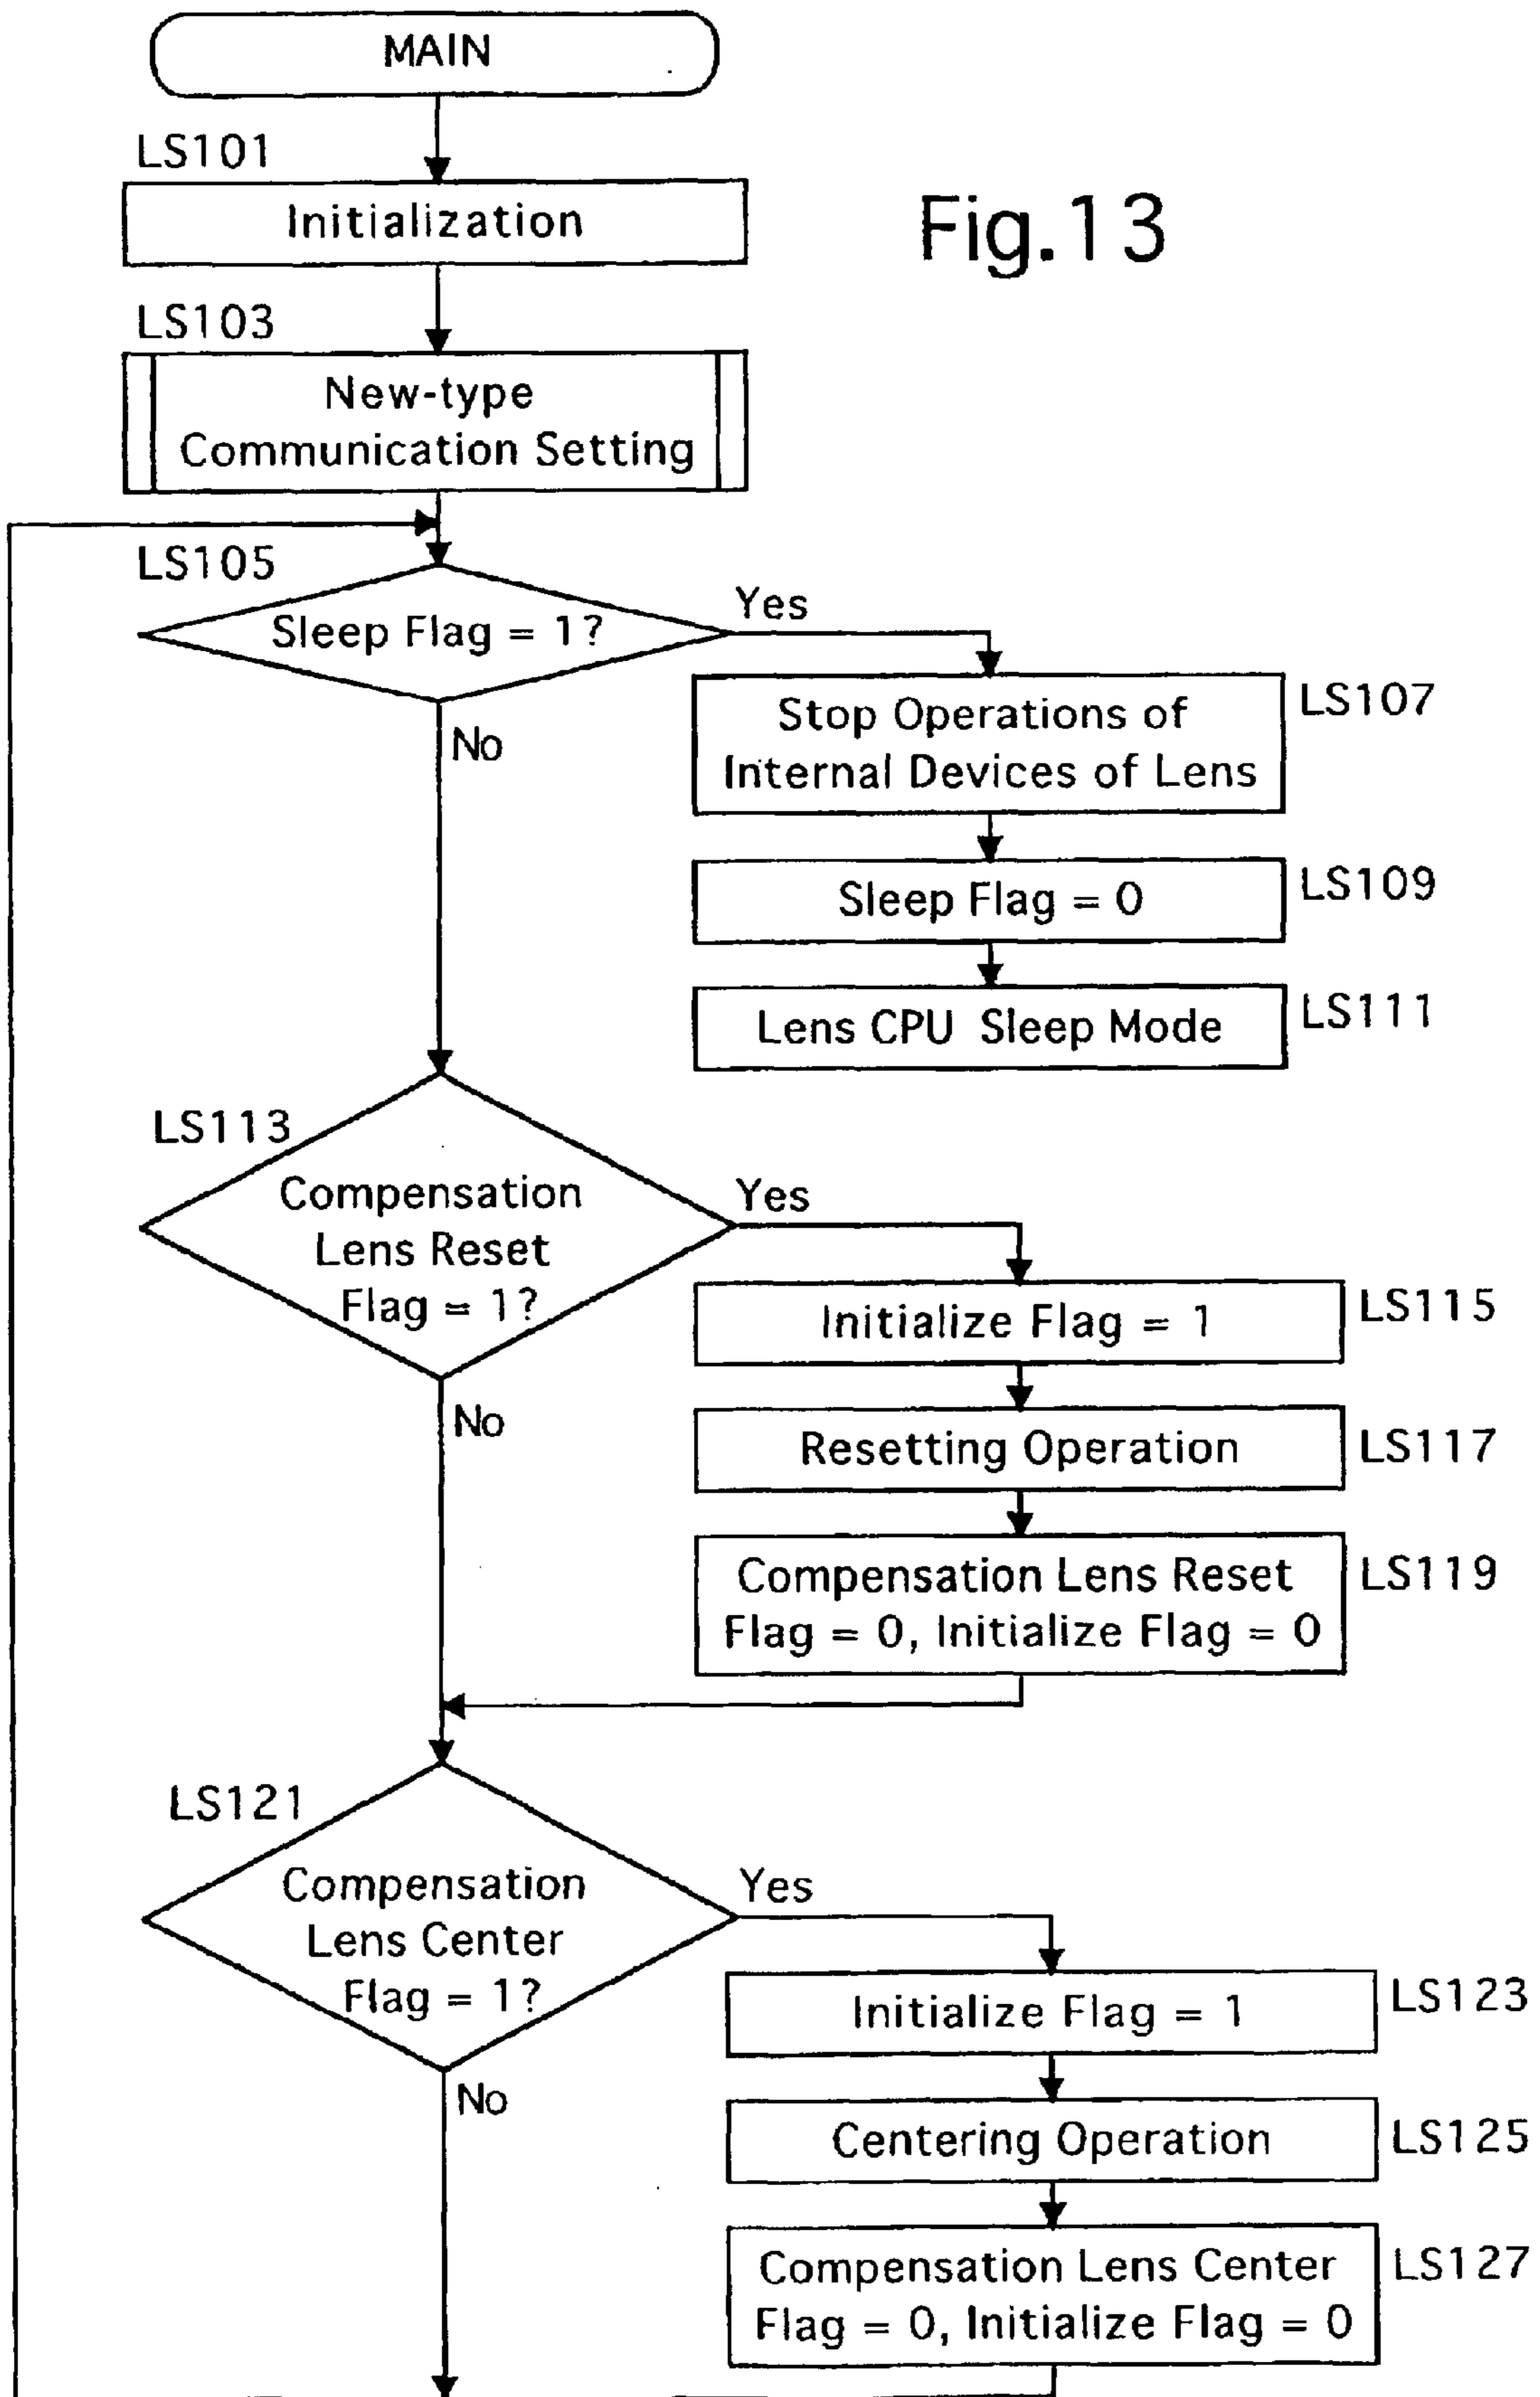 MAIN
LS101
Initialization
Fig.13
LS103
New-type
Communication Setting
LS105
Sleep Flag = 1?
Yes
No
Stop Operations of
Internal Devices of Lens
LS107
Sleep Flag = 0
LS109
Lens CPU Sleep Mode
LS111
LS113
Compensation
Lens Reset
Flag = 1?
Yes
No
Initialize Flag = 1
LS115
Resetting Operation
LS117
Compensation Lens Reset
Flag = 0, Initialize Flag = 0
LS119
LS121
Compensation
Lens Center
Flag = 1?
Yes
No
Initialize Flag = 1
LS123
Centering Operation
LS125
Compensation Lens Center
Flag = 0, Initialize Flag = 0
LS127